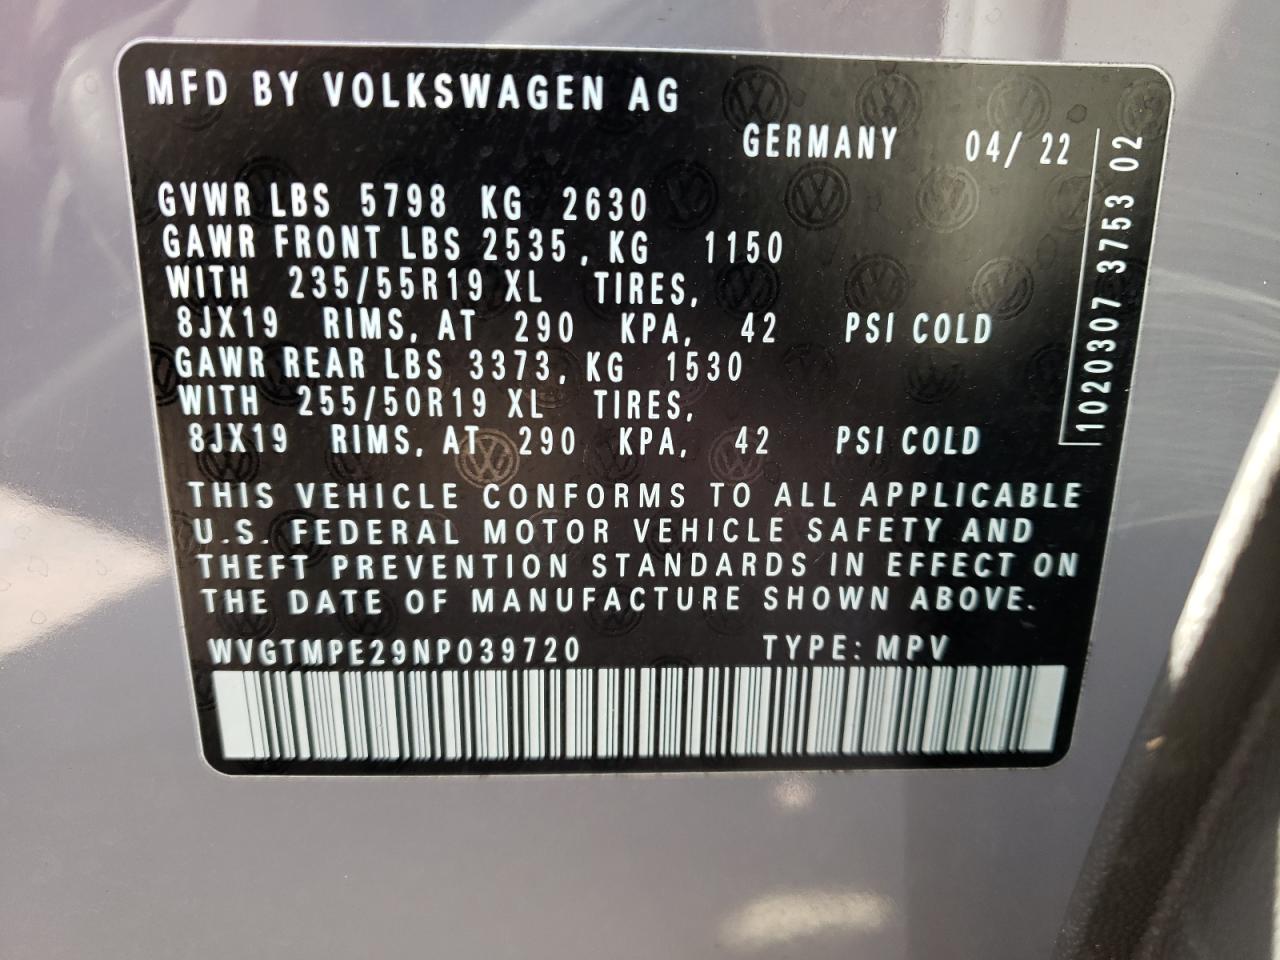 MFD BY VOLKSWAGEN AG
GERMANY 04/ 22
GVWR LBS 5798 KG 2630
GAWR FRONT LBS 2535, KG 1150
WITH 235/55R19 XL TIRES,
8JX19 RIMS, AT 290 KPA, 42 PSI COLD
GAWR REAR LBS 3373, KG 1530
WITH 255/50R19 XL TIRES,
8JX19 RIMS, AT 290 KPA, 42 PSI COLD
THIS VEHICLE CONFORMS TO ALL APPLICABLE
U.S. FEDERAL MOTOR VEHICLE SAFETY AND
THEFT PREVENTION STANDARDS IN EFFECT ON
THE DATE OF MANUFACTURE SHOWN ABOVE.
WVGTMPE29NP039720 TYPE: MPV
1020307 3753 02